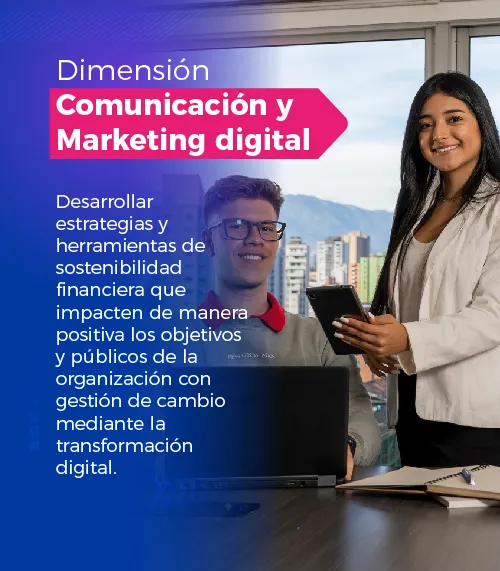 Dimensión
Comunicación y
Marketing digital
Desarrollar
estrategias y
herramientas de
sostenibilidad
financiera que
impacten de manera
positiva los objetivos
y públicos de la
organización con
gestión de cambio
mediante la
transformación
digital.